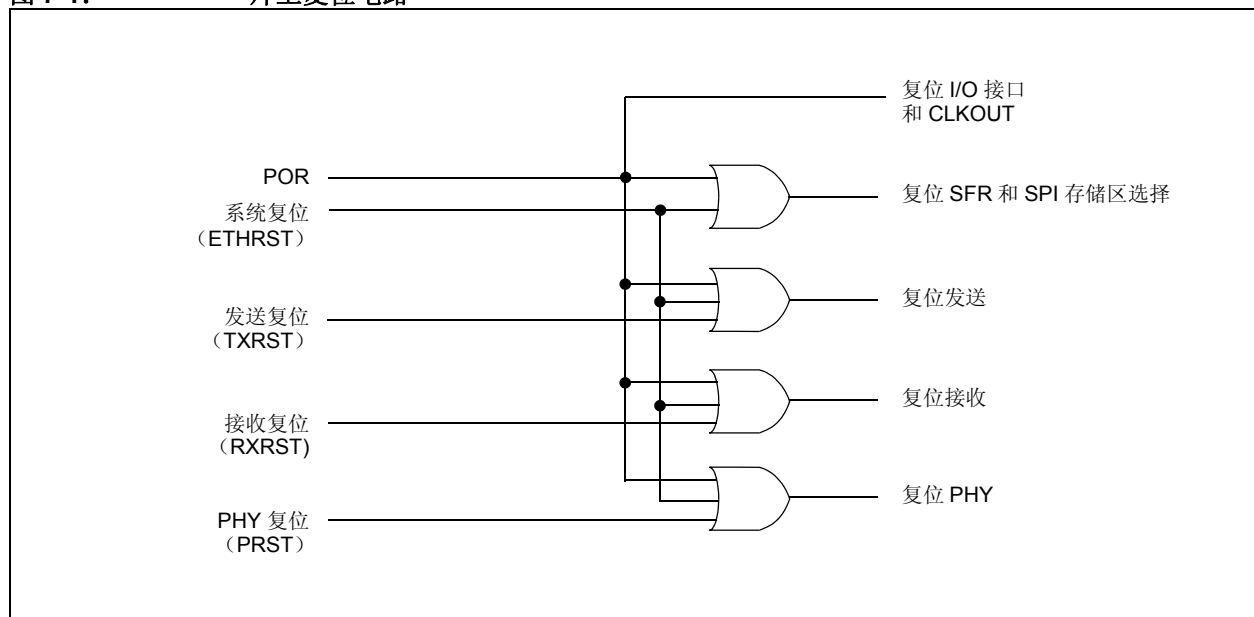 复位 I/O 接口
和 CLKOUT
POR
复位 SFR 和 SPI 存储区选择
系统复位
（ETHRST）
复位发送
发送复位
（TXRST）
复位接收
接收复位
（RXRST)
复位 PHY
PHY 复位
（PRST）